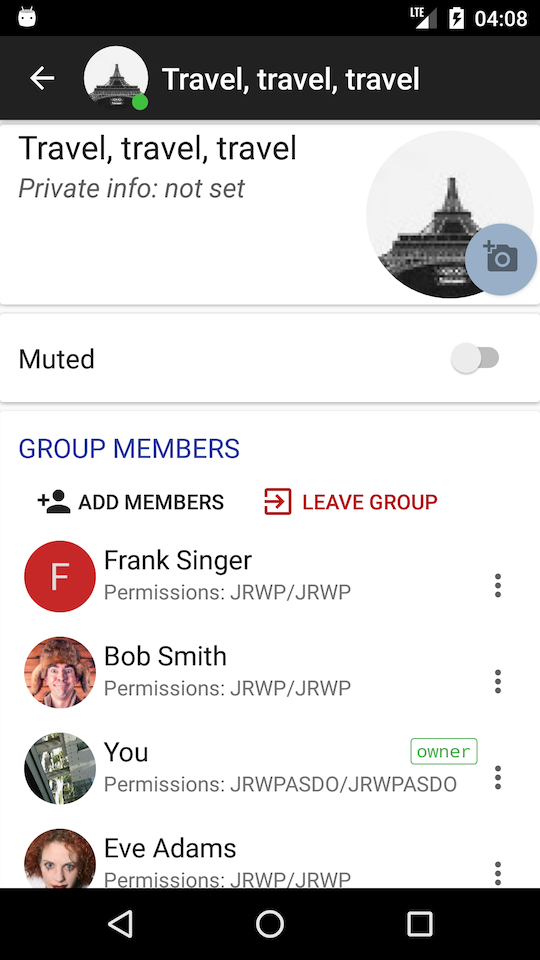 LTE 04:08
Travel, travel, travel
Travel, travel, travel
Private info: not set
Muted
GROUP MEMBERS
ADD MEMBERS LEAVE GROUP
F Frank Singer
Permissions: JRWP/JRWP
Bob Smith
Permissions: JRWP/JRWP
You owner
Permissions: JRWPASDO/JRWPASDO
Eve Adams
Permissions: JRWP/JRWP